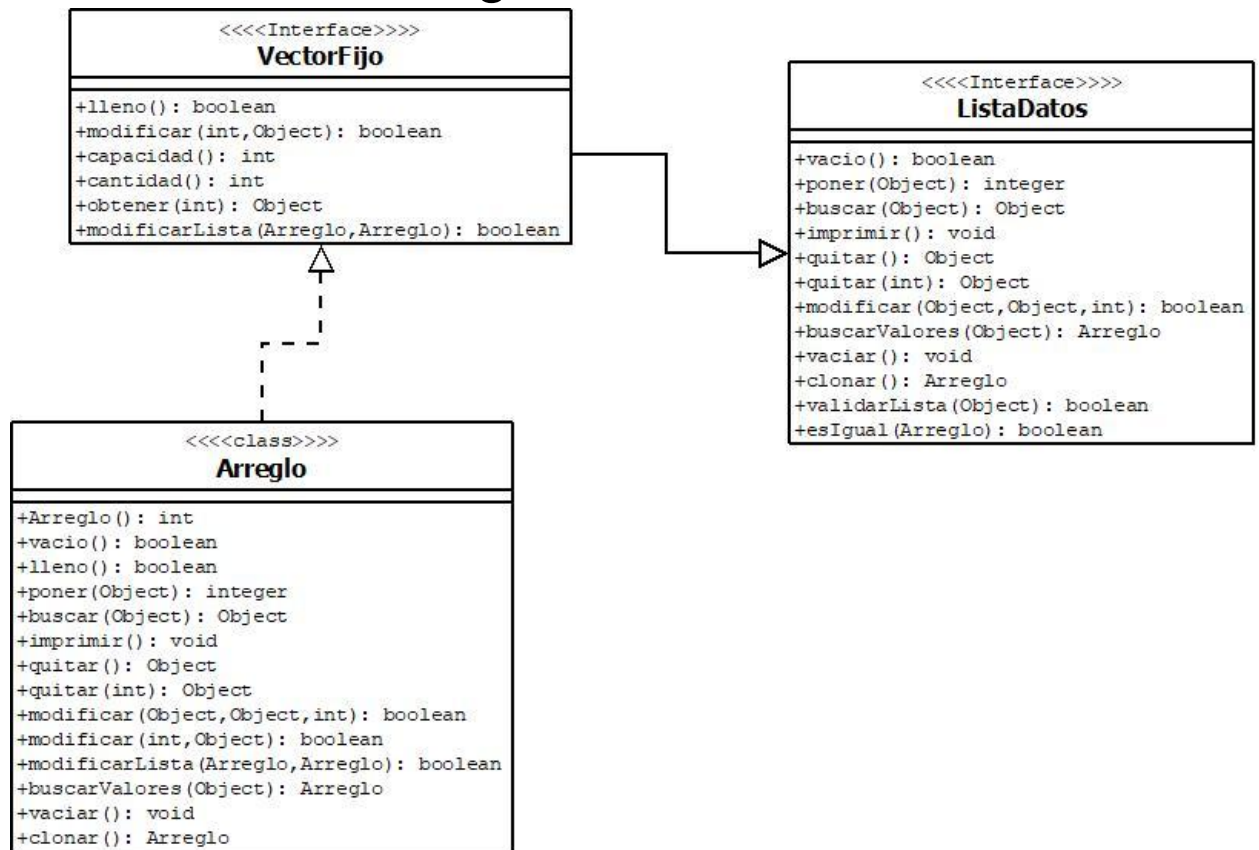 <<<<Interface>>>>
VectorFijo
+lleno(): boolean
+modificar(int,Object): boolean
+capacidad(): int
+cantidad(): int
+obtener(int): Object
+modificarLista(Arreglo,Arreglo): boolean
<<<<Interface>>>>
ListaDatos
+vacio(): boolean
+poner(Object): integer
+buscar(Object): Object
+imprimir(): void
+quitar(): Object
+quitar(int): Object
+modificar(Object,Object,int): boolean
+buscarValores(Object): Arreglo
+vaciar(): void
+clonar(): Arreglo
+validarLista(Object): boolean
+esIgual(Arreglo): boolean
<<<<class>>>>
Arreglo
+Arreglo(): int
+vacio(): boolean
+lleno(): boolean
+poner(Object): integer
+buscar(Object): Object
+imprimir(): void
+quitar(): Object
+quitar(int): Object
+modificar(Object,Object,int): boolean
+modificar(int,Object): boolean
+modificarLista(Arreglo,Arreglo): boolean
+buscarValores(Object): Arreglo
+vaciar(): void
+clonar(): Arreglo